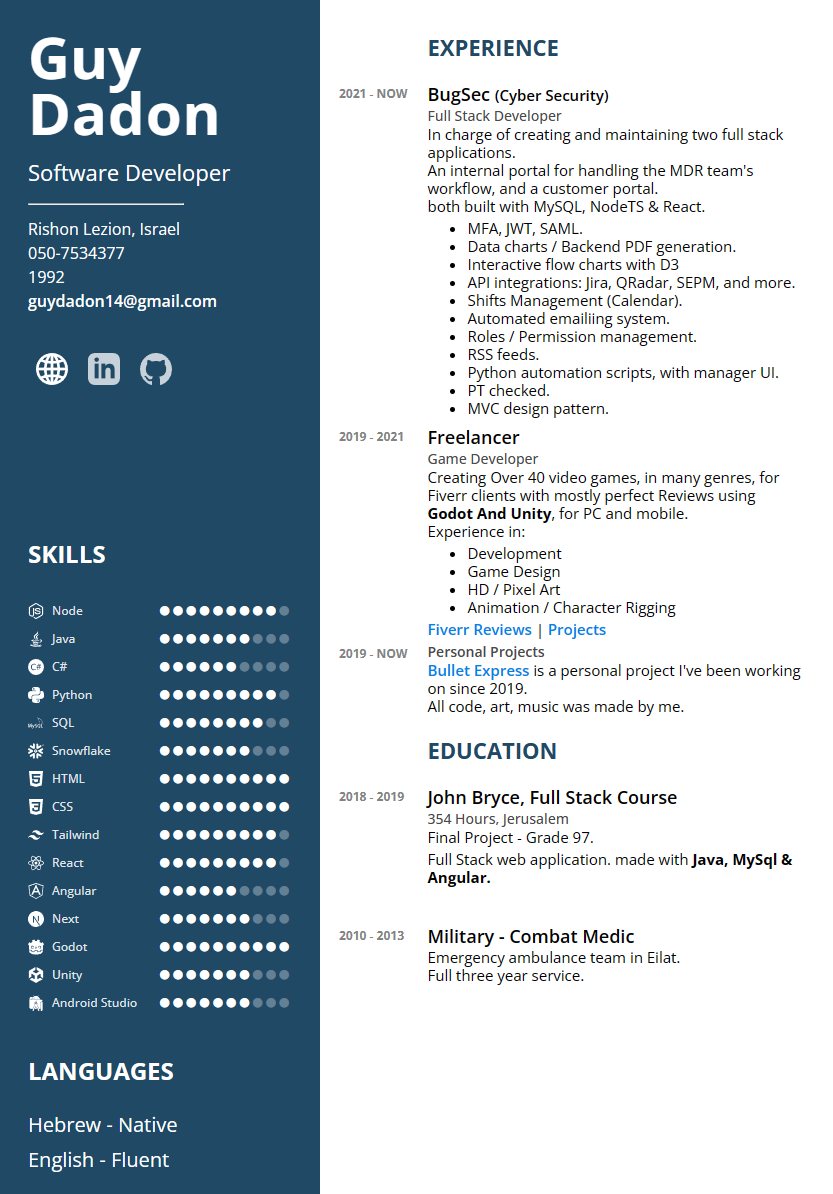 Guy
Dadon
Software Developer
Rishon Lezion, Israel
050-7534377
1992
guydadon14@gmail.com
in
SKILLS
JS Node
Java
C# C#
Python
MySQL SQL
Snowflake
5 HTML
3 CSS
Tailwind
React
A Angular
N Next
Godot
Unity
Android Studio
LANGUAGES
Hebrew - Native
English - Fluent
EXPERIENCE
2021 - NOW
BugSec (Cyber Security)
Full Stack Developer
In charge of creating and maintaining two full stack
applications.
An internal portal for handling the MDR team's
workflow, and a customer portal.
both built with MySQL, NodeTS & React.
• MFA, JWT, SAML.
• Data charts / Backend PDF generation.
• Interactive flow charts with D3
• API integrations: Jira, QRadar, SEPM, and more.
• Shifts Management (Calendar).
• Automated emailiing system.
• Roles / Permission management.
• RSS feeds.
• Python automation scripts, with manager UI.
• PT checked.
• MVC design pattern.
2019 - 2021
Freelancer
Game Developer
Creating Over 40 video games, in many genres, for
Fiverr clients with mostly perfect Reviews using
Godot And Unity, for PC and mobile.
Experience in:
• Development
• Game Design
• HD / Pixel Art
• Animation / Character Rigging
Fiverr Reviews | Projects
2019 - NOW
Personal Projects
Bullet Express is a personal project I've been working
on since 2019.
All code, art, music was made by me.
EDUCATION
2018 - 2019
John Bryce, Full Stack Course
354 Hours, Jerusalem
Final Project - Grade 97.
Full Stack web application. made with Java, MySql &
Angular.
2010 - 2013
Military - Combat Medic
Emergency ambulance team in Eilat.
Full three year service.